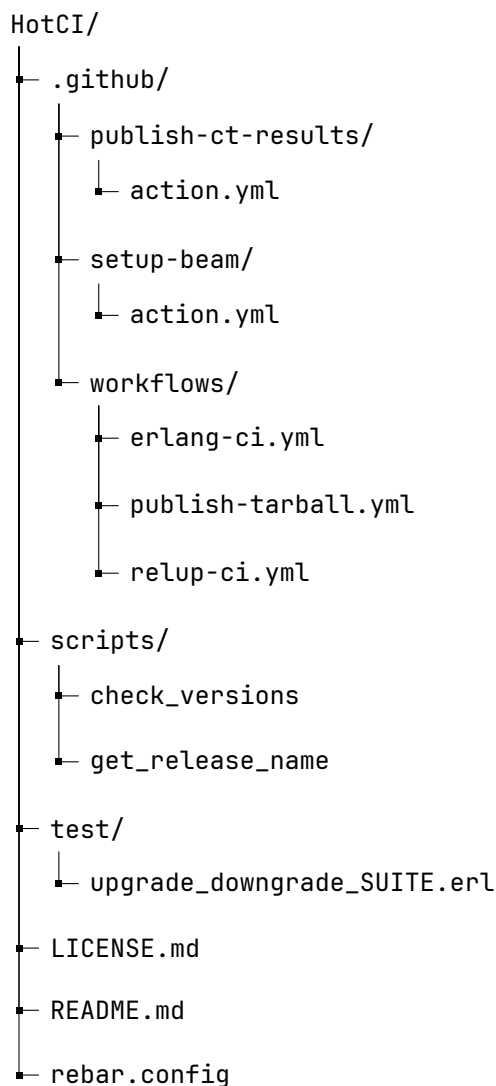 HotCI/
.github/
publish-ct-results/
action.yml
setup-beam/
action.yml
workflows/
erlang-ci.yml
publish-tarball.yml
relup-ci.yml
scripts/
check_versions
get_release_name
test/
upgrade_downgrade_SUITE.erl
LICENSE.md
README.md
rebar.config